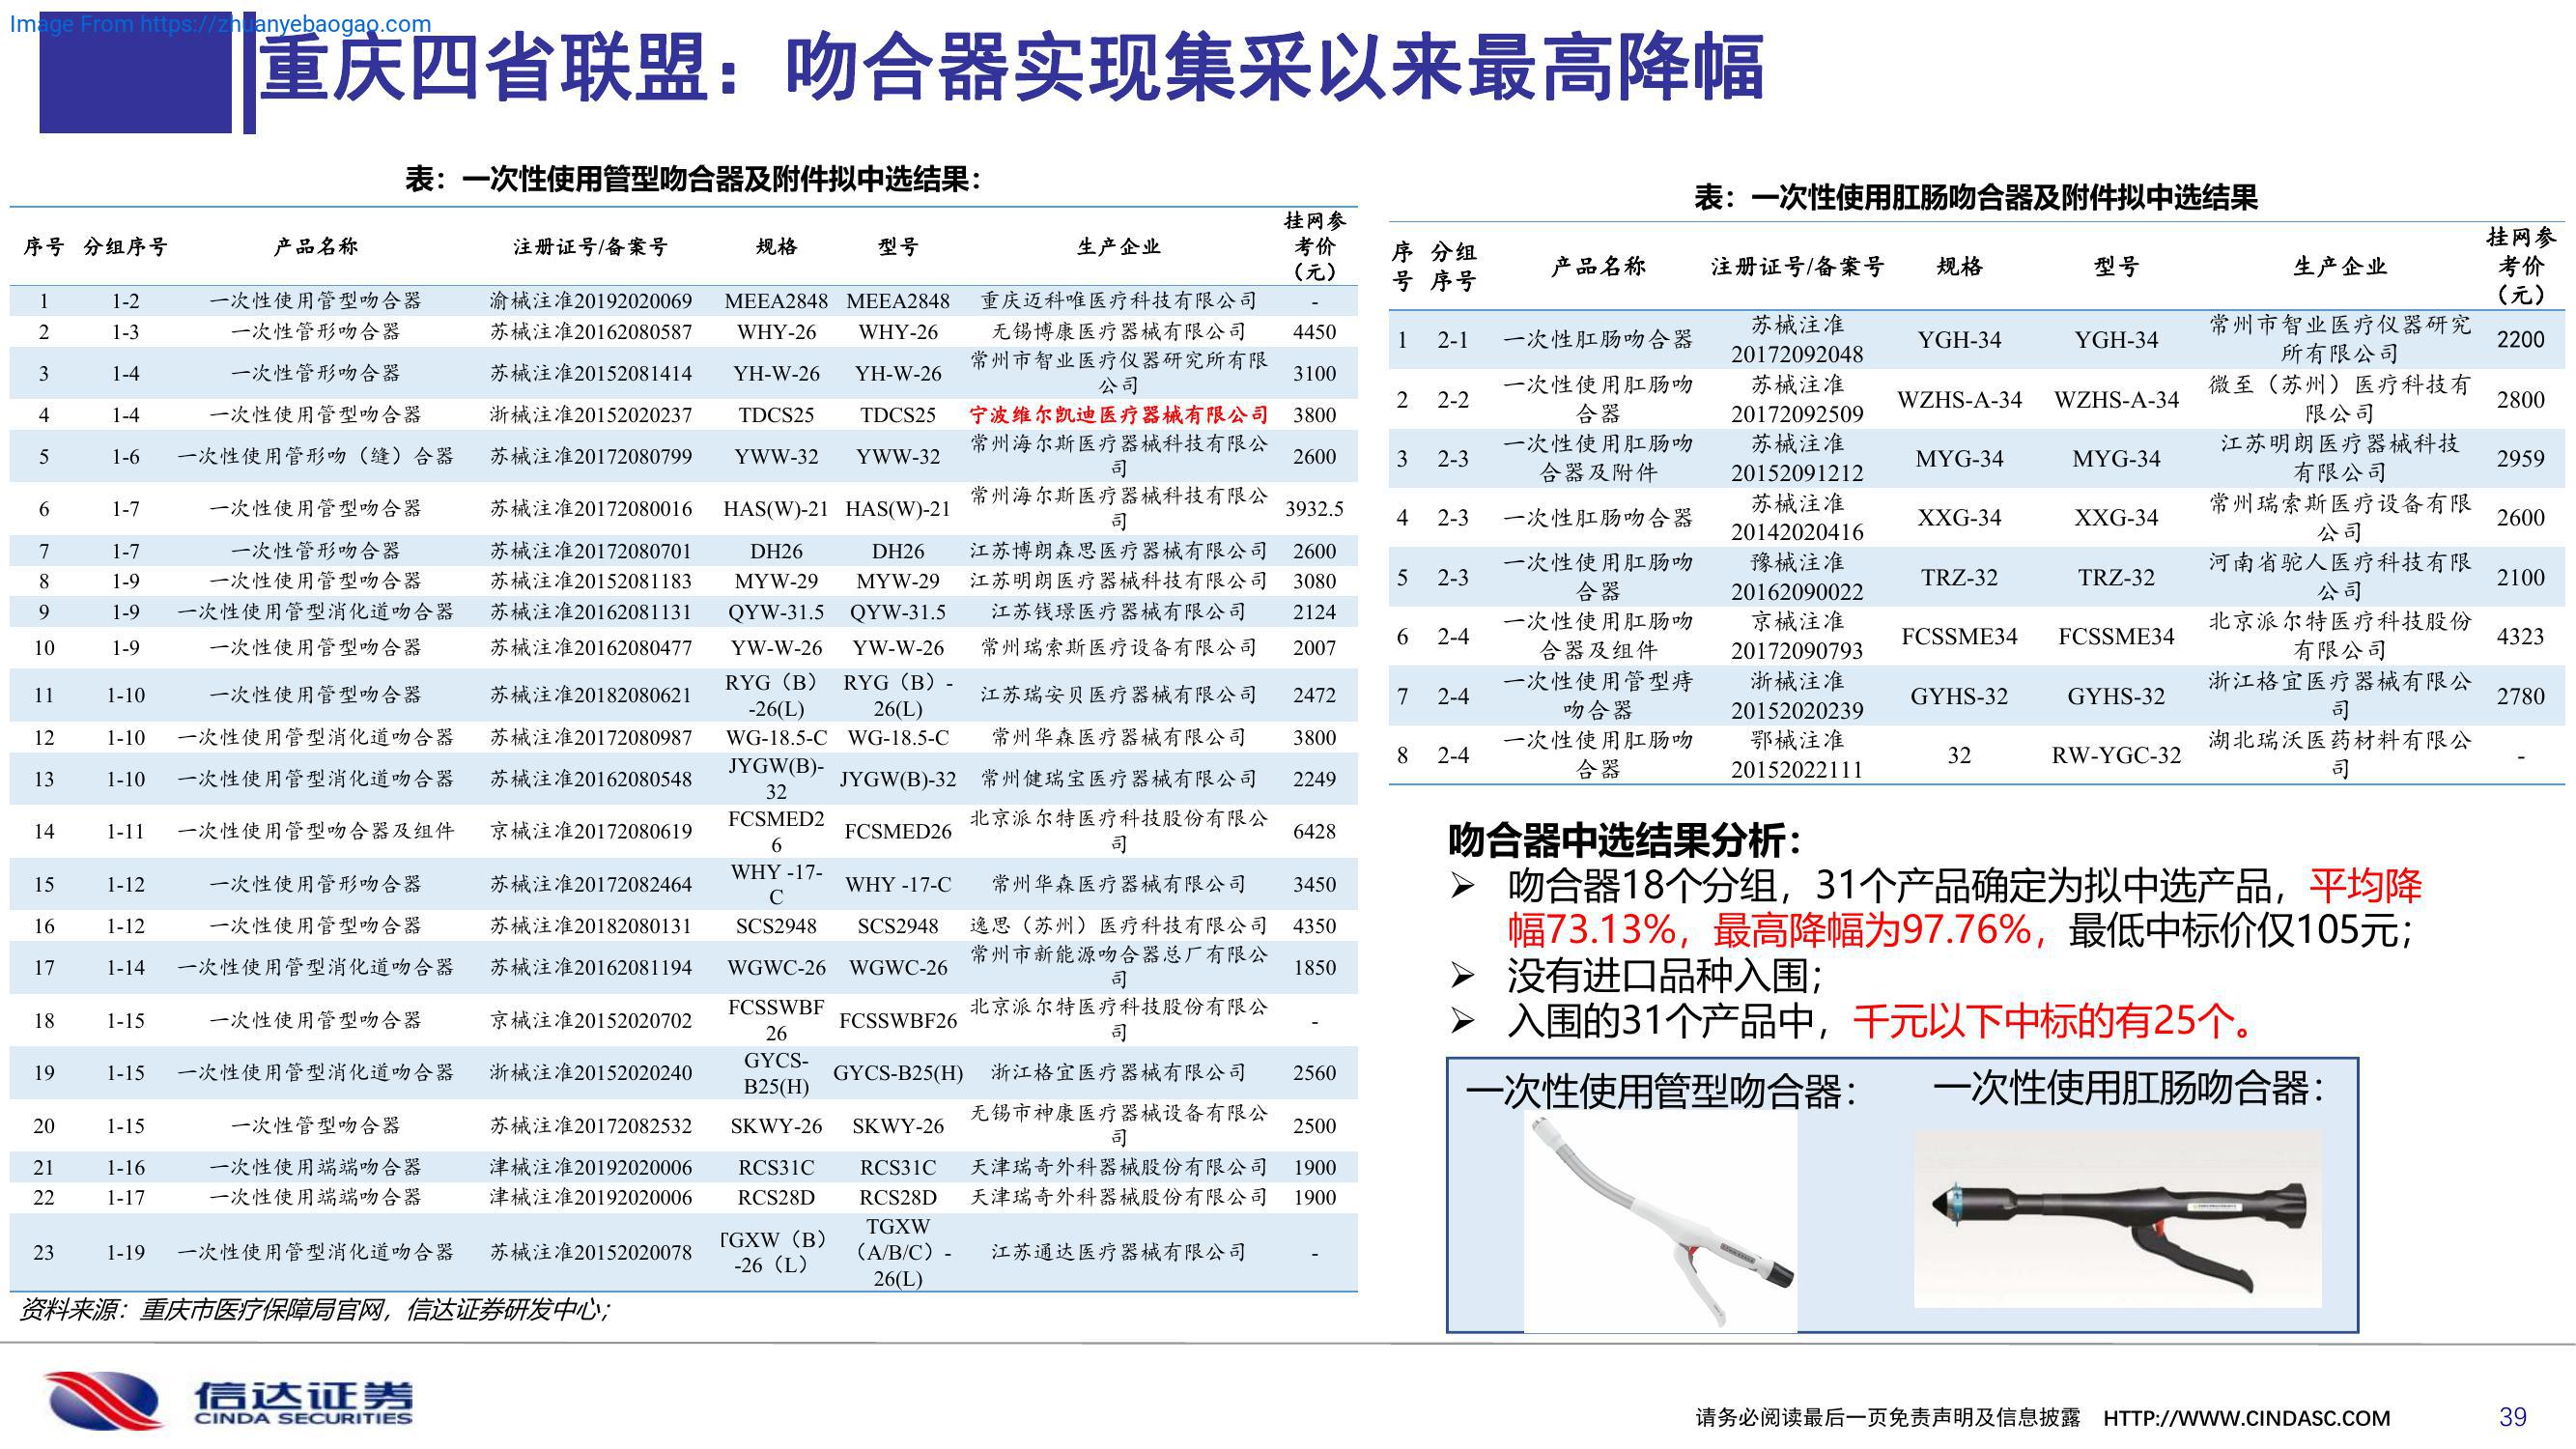 Image From https://zhuanyebaogao.com
重庆四省联盟：吻合器实现集采以来最高降幅
表：一次性使用管型吻合器及附件拟中选结果：
序号 分组序号 产品名称 注册证号/备案号 规格 型号 生产企业 挂网参考价（元）
1 1-2 一次性使用管型吻合器 渝械注准20192020069 MEEA2848 MEEA2848 重庆迈科唯医疗科技有限公司 -
2 1-3 一次性管形吻合器 苏械注准20162080587 WHY-26 WHY-26 无锡博康医疗器械有限公司 4450
3 1-4 一次性管形吻合器 苏械注准20152081414 YH-W-26 YH-W-26 常州市智业医疗仪器研究所有限公司 3100
4 1-4 一次性使用管型吻合器 浙械注准20152020237 TDCS25 TDCS25 宁波维尔凯迪医疗器械有限公司 3800
5 1-6 一次性使用管形吻（缝）合器 苏械注准20172080799 YWW-32 YWW-32 常州海尔斯医疗器械科技有限公司 2600
6 1-7 一次性使用管型吻合器 苏械注准20172080016 HAS(W)-21 HAS(W)-21 常州海尔斯医疗器械科技有限公司 3932.5
7 1-7 一次性管形吻合器 苏械注准20172080701 DH26 DH26 江苏博朗森思医疗器械有限公司 2600
8 1-9 一次性使用管型吻合器 苏械注准20152081183 MYW-29 MYW-29 江苏明朗医疗器械科技有限公司 3080
9 1-9 一次性使用管型消化道吻合器 苏械注准20162081131 QYW-31.5 QYW-31.5 江苏钱璟医疗器械有限公司 2124
10 1-9 一次性使用管型吻合器 苏械注准20162080477 YW-W-26 YW-W-26 常州瑞索斯医疗设备有限公司 2007
11 1-10 一次性使用管型吻合器 苏械注准20182080621 RYG（B）-26(L) RYG（B）-26(L) 江苏瑞安贝医疗器械有限公司 2472
12 1-10 一次性使用管型消化道吻合器 苏械注准20172080987 WG-18.5-C WG-18.5-C 常州华森医疗器械有限公司 3800
13 1-10 一次性使用管型消化道吻合器 苏械注准20162080548 JYGW(B)-32 JYGW(B)-32 常州健瑞宝医疗器械有限公司 2249
14 1-11 一次性使用管型吻合器及组件 京械注准20172080619 FCSMED26 FCSMED26 北京派尔特医疗科技股份有限公司 6428
15 1-12 一次性使用管形吻合器 苏械注准20172082464 WHY -17-C WHY -17-C 常州华森医疗器械有限公司 3450
16 1-12 一次性使用管型吻合器 苏械注准20182080131 SCS2948 SCS2948 逸思（苏州）医疗科技有限公司 4350
17 1-14 一次性使用管型消化道吻合器 苏械注准20162081194 WGWC-26 WGWC-26 常州市新能源吻合器总厂有限公司 1850
18 1-15 一次性使用管型吻合器 京械注准20152020702 FCSSWBF26 FCSSWBF26 北京派尔特医疗科技股份有限公司 -
19 1-15 一次性使用管型消化道吻合器 浙械注准20152020240 GYCS-B25(H) GYCS-B25(H) 浙江格宜医疗器械有限公司 2560
20 1-15 一次性管型吻合器 苏械注准20172082532 SKWY-26 SKWY-26 无锡市神康医疗器械设备有限公司 2500
21 1-16 一次性使用端端吻合器 津械注准20192020006 RCS31C RCS31C 天津瑞奇外科器械股份有限公司 1900
22 1-17 一次性使用端端吻合器 津械注准20192020006 RCS28D RCS28D 天津瑞奇外科器械股份有限公司 1900
23 1-19 一次性使用管型消化道吻合器 苏械注准20152020078 TGXW（B）-26（L） TGXW（A/B/C）-26(L) 江苏通达医疗器械有限公司 -
资料来源：重庆市医疗保障局官网，信达证券研发中心；
表：一次性使用肛肠吻合器及附件拟中选结果
序号 分组序号 产品名称 注册证号/备案号 规格 型号 生产企业 挂网参考价（元）
1 2-1 一次性肛肠吻合器 苏械注准20172092048 YGH-34 YGH-34 常州市智业医疗仪器研究所有限公司 2200
2 2-2 一次性使用肛肠吻合器 苏械注准20172092509 WZHS-A-34 WZHS-A-34 微至（苏州）医疗科技有限公司 2800
3 2-3 一次性使用肛肠吻合器及附件 苏械注准20152091212 MYG-34 MYG-34 江苏明朗医疗器械科技有限公司 2959
4 2-3 一次性肛肠吻合器 苏械注准20142020416 XXG-34 XXG-34 常州瑞索斯医疗设备有限公司 2600
5 2-3 一次性使用肛肠吻合器 豫械注准20162090022 TRZ-32 TRZ-32 河南省驼人医疗科技有限公司 2100
6 2-4 一次性使用肛肠吻合器及组件 京械注准20172090793 FCSSME34 FCSSME34 北京派尔特医疗科技股份有限公司 4323
7 2-4 一次性使用管型痔吻合器 浙械注准20152020239 GYHS-32 GYHS-32 浙江格宜医疗器械有限公司 2780
8 2-4 一次性使用肛肠吻合器 鄂械注准20152022111 32 RW-YGC-32 湖北瑞沃医药材料有限公司 -
吻合器中选结果分析：
➢ 吻合器18个分组，31个产品确定为拟中选产品，平均降
幅73.13%，最高降幅为97.76%，最低中标价仅105元；
➢ 没有进口品种入围；
➢ 入围的31个产品中，千元以下中标的有25个。
一次性使用管型吻合器： 一次性使用肛肠吻合器：
信达证券
CINDA SECURITIES
请务必阅读最后一页免责声明及信息披露 HTTP://WWW.CINDASC.COM 39